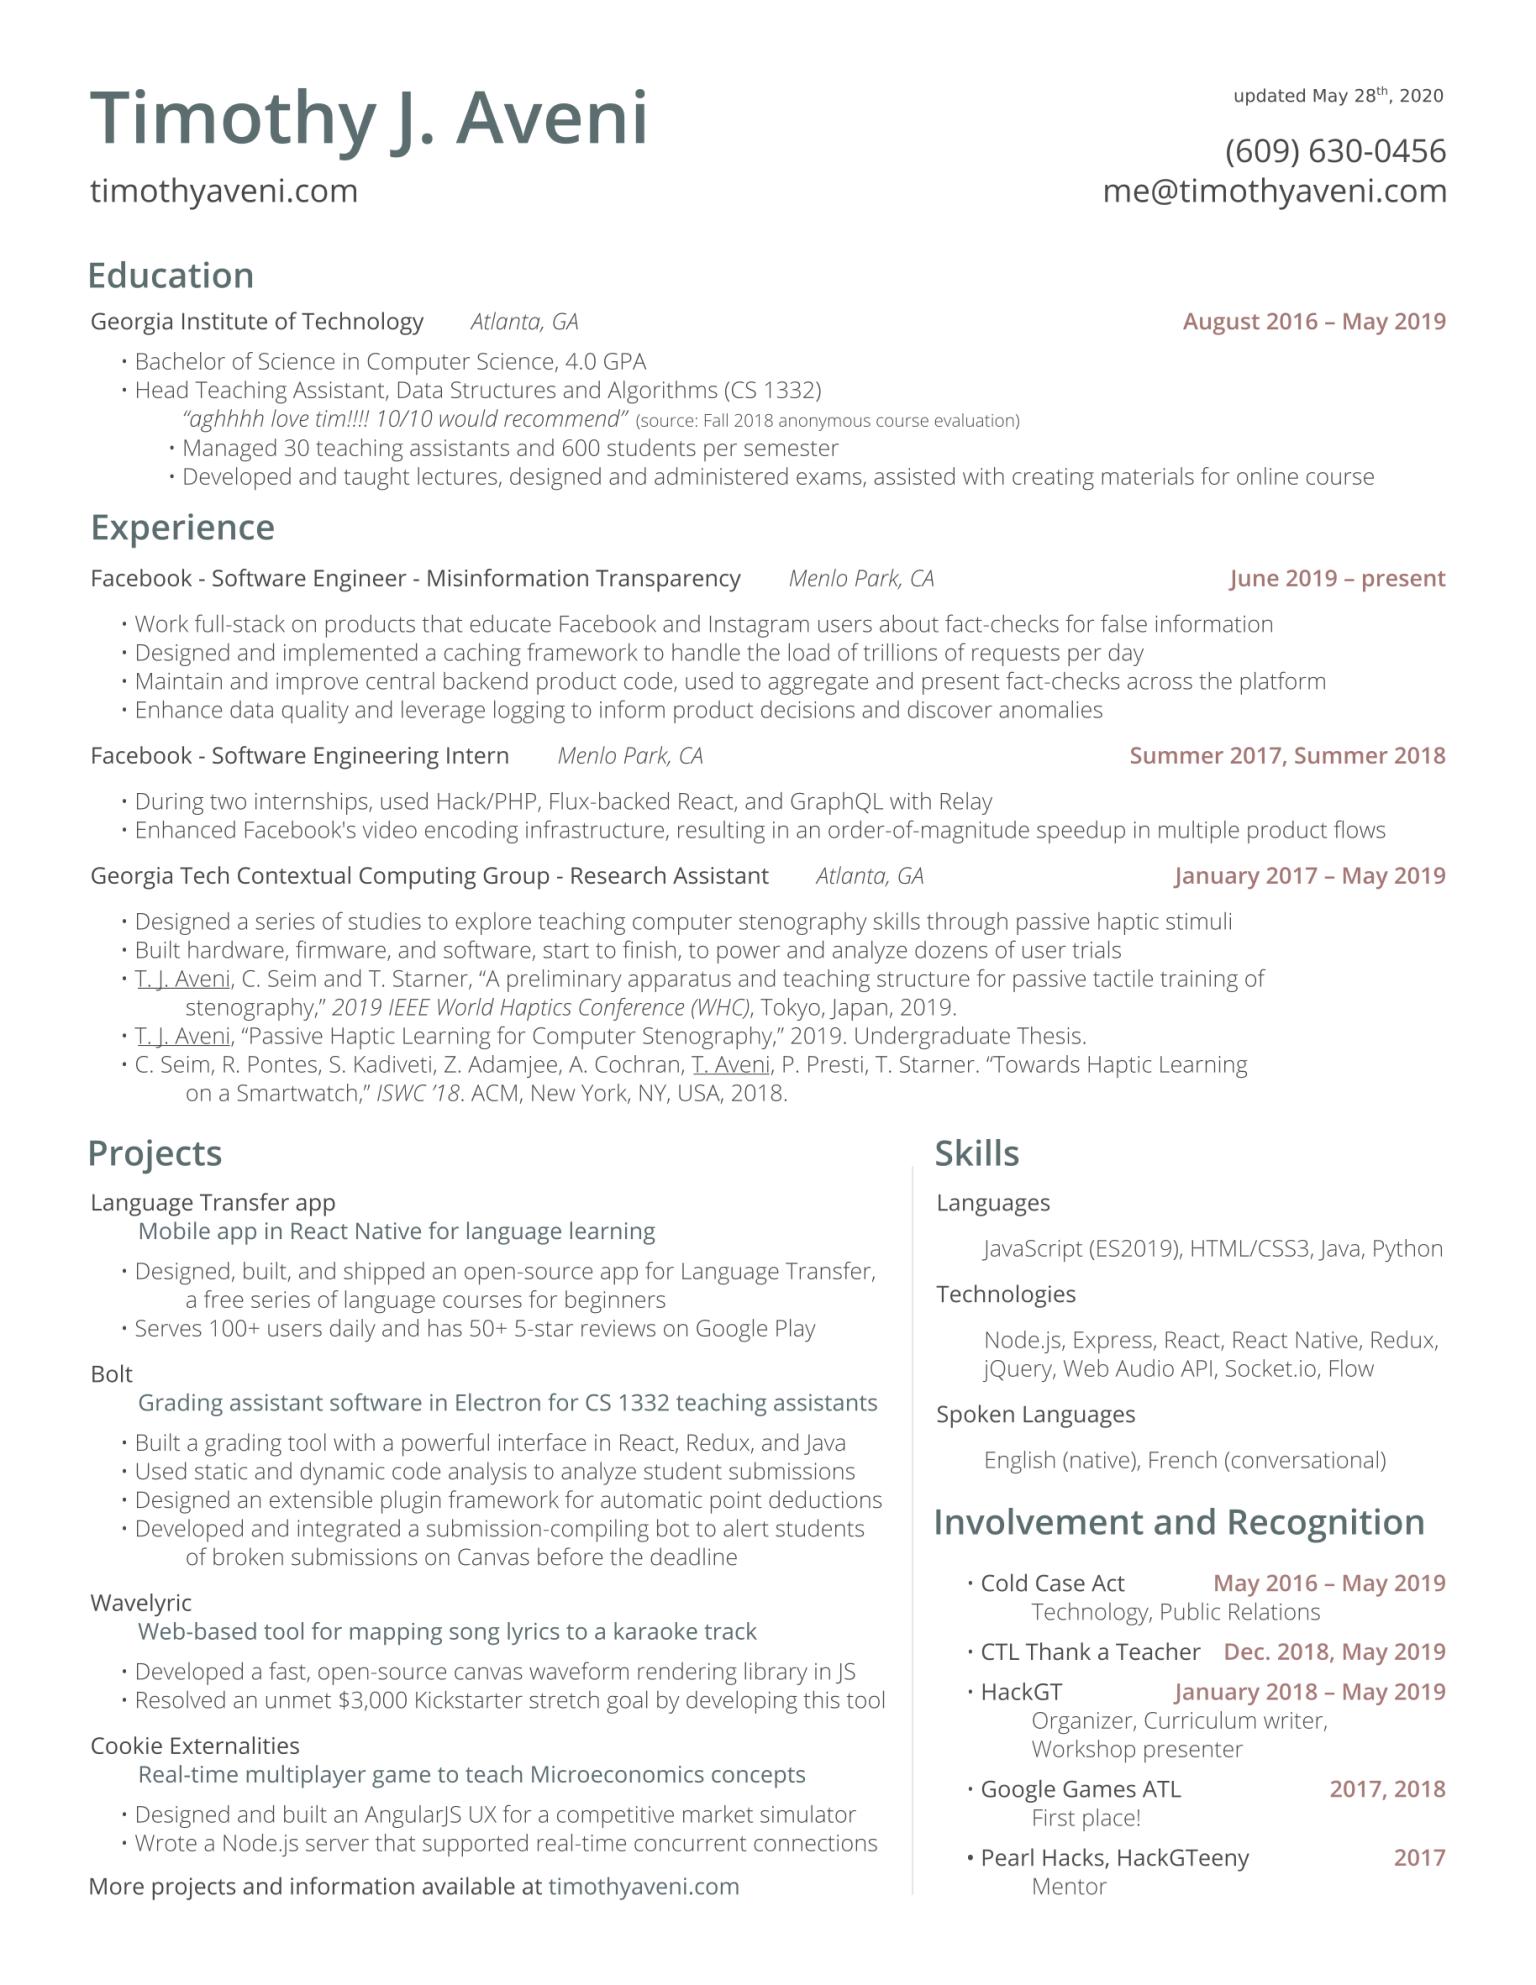 Timothy J. Aveni
updated May 28th, 2020
(609) 630-0456
timothyaveni.com
me@timothyaveni.com
Education
Georgia Institute of Technology Atlanta, GA August 2016 – May 2019
• Bachelor of Science in Computer Science, 4.0 GPA
• Head Teaching Assistant, Data Structures and Algorithms (CS 1332)
“aghhhh love tim!!!! 10/10 would recommend” (source: Fall 2018 anonymous course evaluation)
• Managed 30 teaching assistants and 600 students per semester
• Developed and taught lectures, designed and administered exams, assisted with creating materials for online course
Experience
Facebook - Software Engineer - Misinformation Transparency Menlo Park, CA June 2019 – present
• Work full-stack on products that educate Facebook and Instagram users about fact-checks for false information
• Designed and implemented a caching framework to handle the load of trillions of requests per day
• Maintain and improve central backend product code, used to aggregate and present fact-checks across the platform
• Enhance data quality and leverage logging to inform product decisions and discover anomalies
Facebook - Software Engineering Intern Menlo Park, CA Summer 2017, Summer 2018
• During two internships, used Hack/PHP, Flux-backed React, and GraphQL with Relay
• Enhanced Facebook's video encoding infrastructure, resulting in an order-of-magnitude speedup in multiple product flows
Georgia Tech Contextual Computing Group - Research Assistant Atlanta, GA January 2017 – May 2019
• Designed a series of studies to explore teaching computer stenography skills through passive haptic stimuli
• Built hardware, firmware, and software, start to finish, to power and analyze dozens of user trials
• T. J. Aveni, C. Seim and T. Starner, “A preliminary apparatus and teaching structure for passive tactile training of
stenography,” 2019 IEEE World Haptics Conference (WHC), Tokyo, Japan, 2019.
• T. J. Aveni, “Passive Haptic Learning for Computer Stenography,” 2019. Undergraduate Thesis.
• C. Seim, R. Pontes, S. Kadiveti, Z. Adamjee, A. Cochran, T. Aveni, P. Presti, T. Starner. “Towards Haptic Learning
on a Smartwatch,” ISWC ’18. ACM, New York, NY, USA, 2018.
Projects
Language Transfer app
Mobile app in React Native for language learning
• Designed, built, and shipped an open-source app for Language Transfer,
a free series of language courses for beginners
• Serves 100+ users daily and has 50+ 5-star reviews on Google Play
Bolt
Grading assistant software in Electron for CS 1332 teaching assistants
• Built a grading tool with a powerful interface in React, Redux, and Java
• Used static and dynamic code analysis to analyze student submissions
• Designed an extensible plugin framework for automatic point deductions
• Developed and integrated a submission-compiling bot to alert students
of broken submissions on Canvas before the deadline
Wavelyric
Web-based tool for mapping song lyrics to a karaoke track
• Developed a fast, open-source canvas waveform rendering library in JS
• Resolved an unmet $3,000 Kickstarter stretch goal by developing this tool
Cookie Externalities
Real-time multiplayer game to teach Microeconomics concepts
• Designed and built an AngularJS UX for a competitive market simulator
• Wrote a Node.js server that supported real-time concurrent connections
More projects and information available at timothyaveni.com
Skills
Languages
JavaScript (ES2019), HTML/CSS3, Java, Python
Technologies
Node.js, Express, React, React Native, Redux,
jQuery, Web Audio API, Socket.io, Flow
Spoken Languages
English (native), French (conversational)
Involvement and Recognition
• Cold Case Act May 2016 – May 2019
Technology, Public Relations
• CTL Thank a Teacher Dec. 2018, May 2019
• HackGT January 2018 – May 2019
Organizer, Curriculum writer,
Workshop presenter
• Google Games ATL 2017, 2018
First place!
• Pearl Hacks, HackGTeeny 2017
Mentor